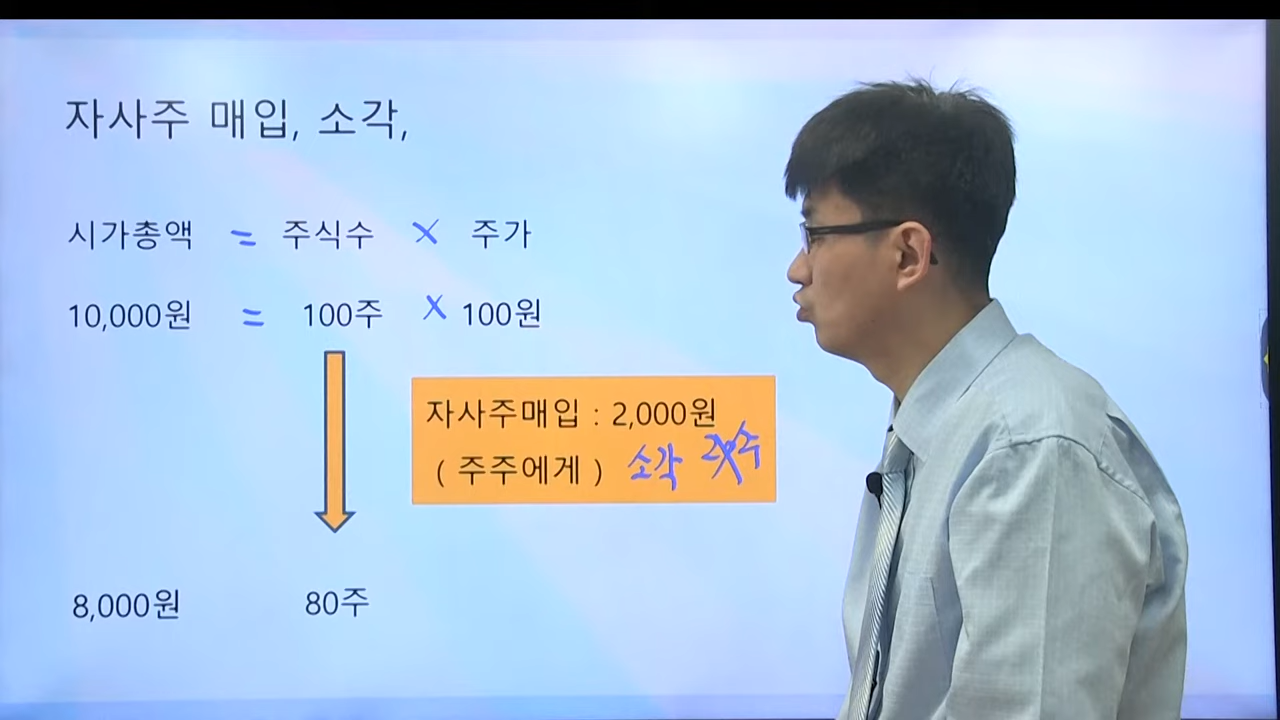 자사주 매입, 소각,
시가총액 = 주식수 × 주가
10,000원 = 100주 × 100원
자사주매입 : 2,000원
( 주주에게 ) 소각 20주
8,000원 80주